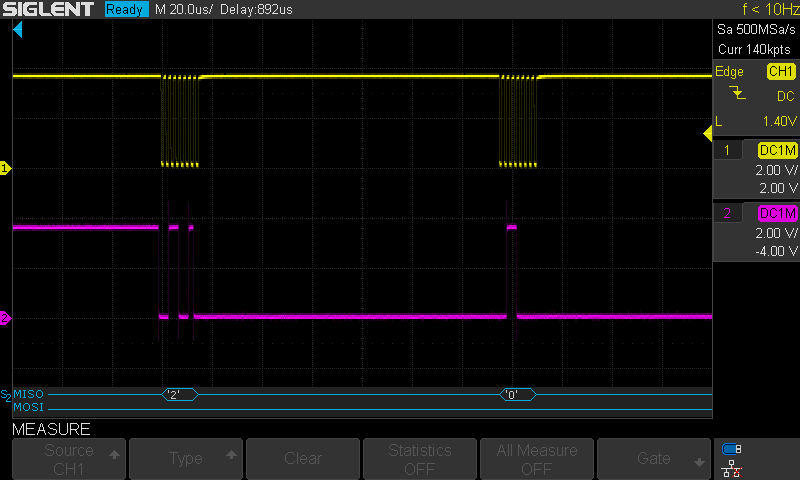 SIGLENT Ready M 20.0us/ Delay:892us f < 10Hz
Sa 500MSa/s
Curr 140kpts
Edge CH1
DC
L 1.40V
1 DC1M
2.00 V/
2.00 V
2 DC1M
2.00 V/
-4.00 V
1
2
S2 MISO '2' '0'
MOSI
MEASURE
Source CH1
Type
Clear
Statistics OFF
All Measure OFF
Gate